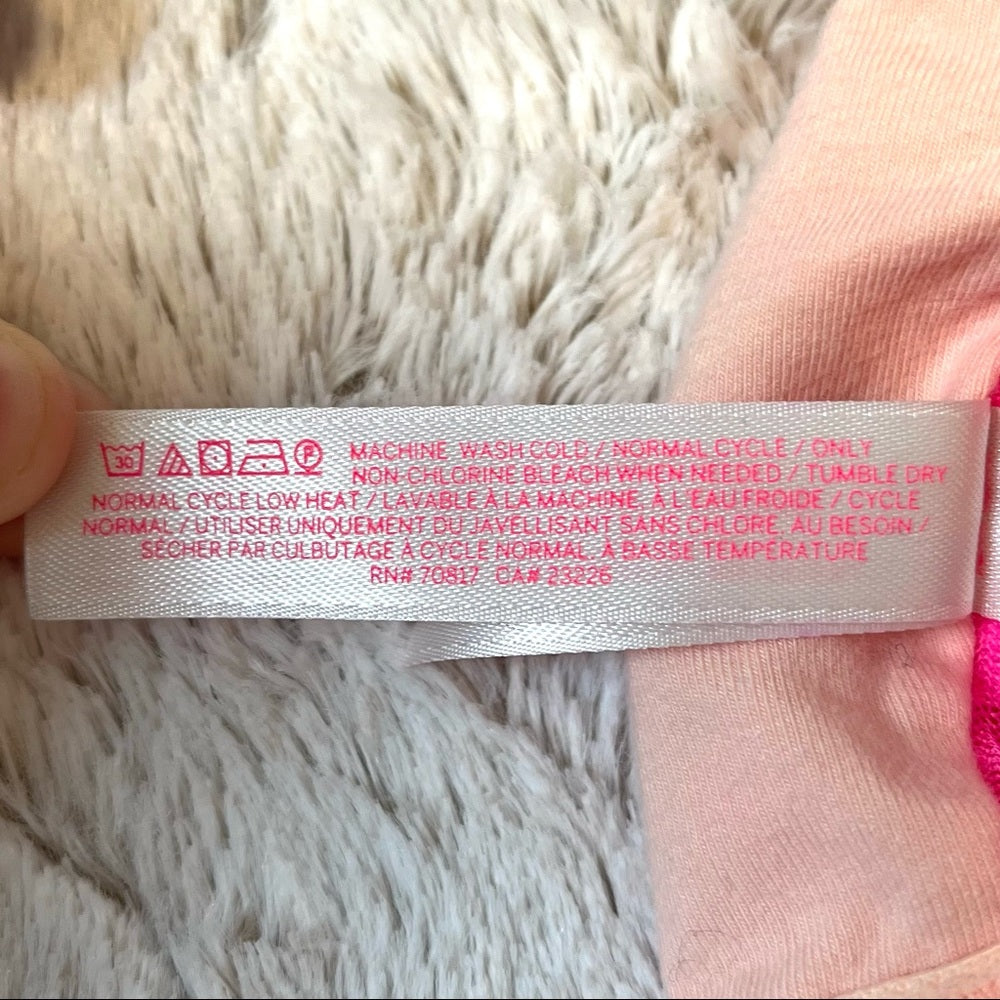 30 P MACHINE WASH COLD / NORMAL CYCLE / ONLY
NON-CHLORINE BLEACH WHEN NEEDED / TUMBLE DRY
NORMAL CYCLE LOW HEAT / LAVABLE À LA MACHINE, À L'EAU FROIDE / CYCLE
NORMAL / UTILISER UNIQUEMENT DU JAVELLISANT SANS CHLORE, AU BESOIN /
SÉCHER PAR CULBUTAGE À CYCLE NORMAL, À BASSE TEMPÉRATURE
RN# 70817 CA# 23226